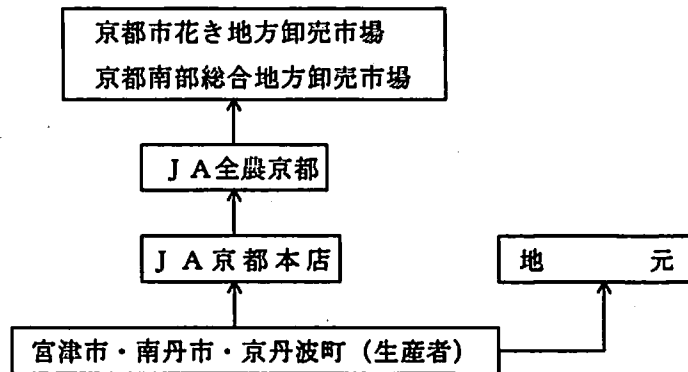 京都市花き地方卸売市場
京都南部総合地方卸売市場
JA全農京都
JA京都本店
地元
宮津市・南丹市・京丹波町(生産者)